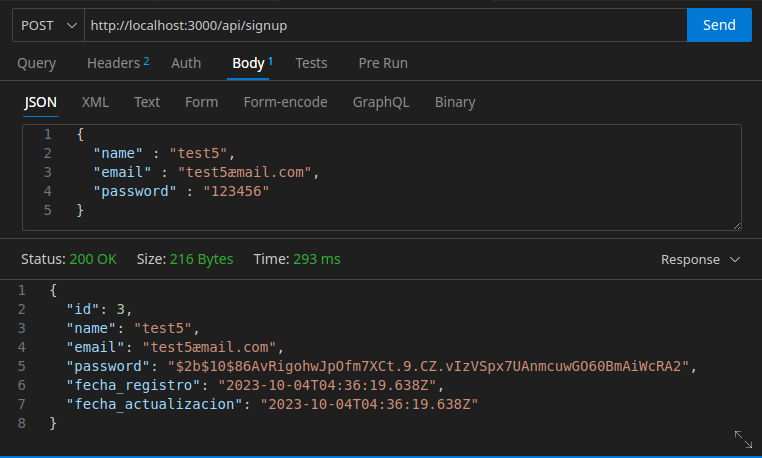 POST http://localhost:3000/api/signup Send
Query Headers 2 Auth Body 1 Tests Pre Run
JSON XML Text Form Form-encode GraphQL Binary
1 {
2 "name" : "test5",
3 "email" : "test5æmail.com",
4 "password" : "123456"
5 }
Status: 200 OK Size: 216 Bytes Time: 293 ms Response
1 {
2 "id": 3,
3 "name": "test5",
4 "email": "test5æmail.com",
5 "password": "$2b$10$86AvRigohwJpOfm7XCt.9.CZ.vIzVSpx7UAnmcuwGO60BmAiWcRA2",
6 "fecha_registro": "2023-10-04T04:36:19.638Z",
7 "fecha_actualizacion": "2023-10-04T04:36:19.638Z"
8 }